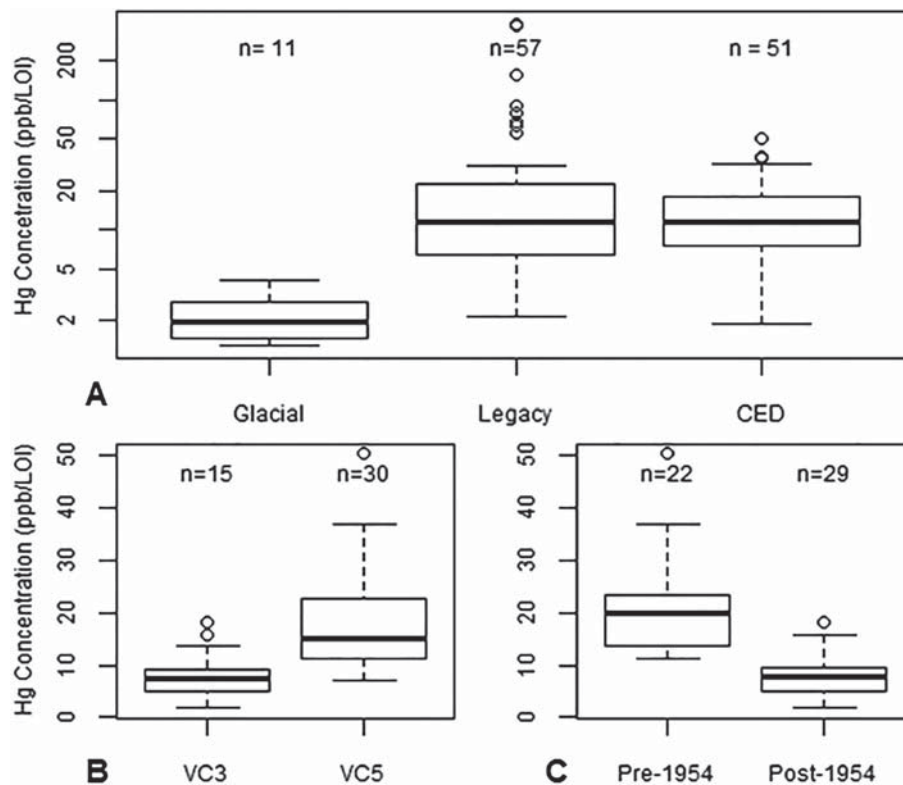 Hg Concetration (ppb/LOI)
200
50
20
5
2
n= 11
n=57
n = 51
A
Glacial
Legacy
CED
Hg Concentration (ppb/LOI)
50
40
30
20
10
0
n=15
n=30
B
VC3
VC5
50
40
30
20
10
0
n=22
n=29
C
Pre-1954
Post-1954